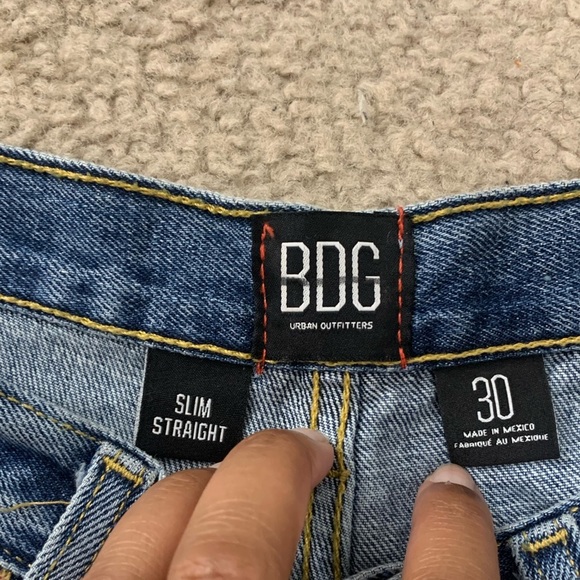 BDG
URBAN OUTFITTERS
SLIM
STRAIGHT
30
MADE IN MEXICO
FABRIQUÉ AU MEXIQUE